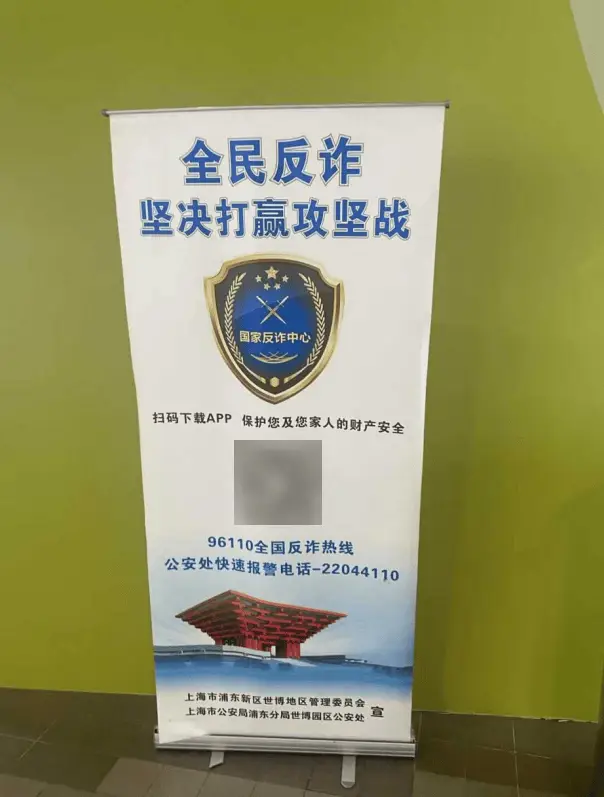 全民反诈
坚决打赢攻坚战
国家反诈中心
扫码下载APP 保护您及您家人的财产安全
96110全国反诈热线
公安处快速报警电话-22044110
上海市浦东新区世博地区管理委员会
上海市公安局浦东分局世博园区公安处
宣